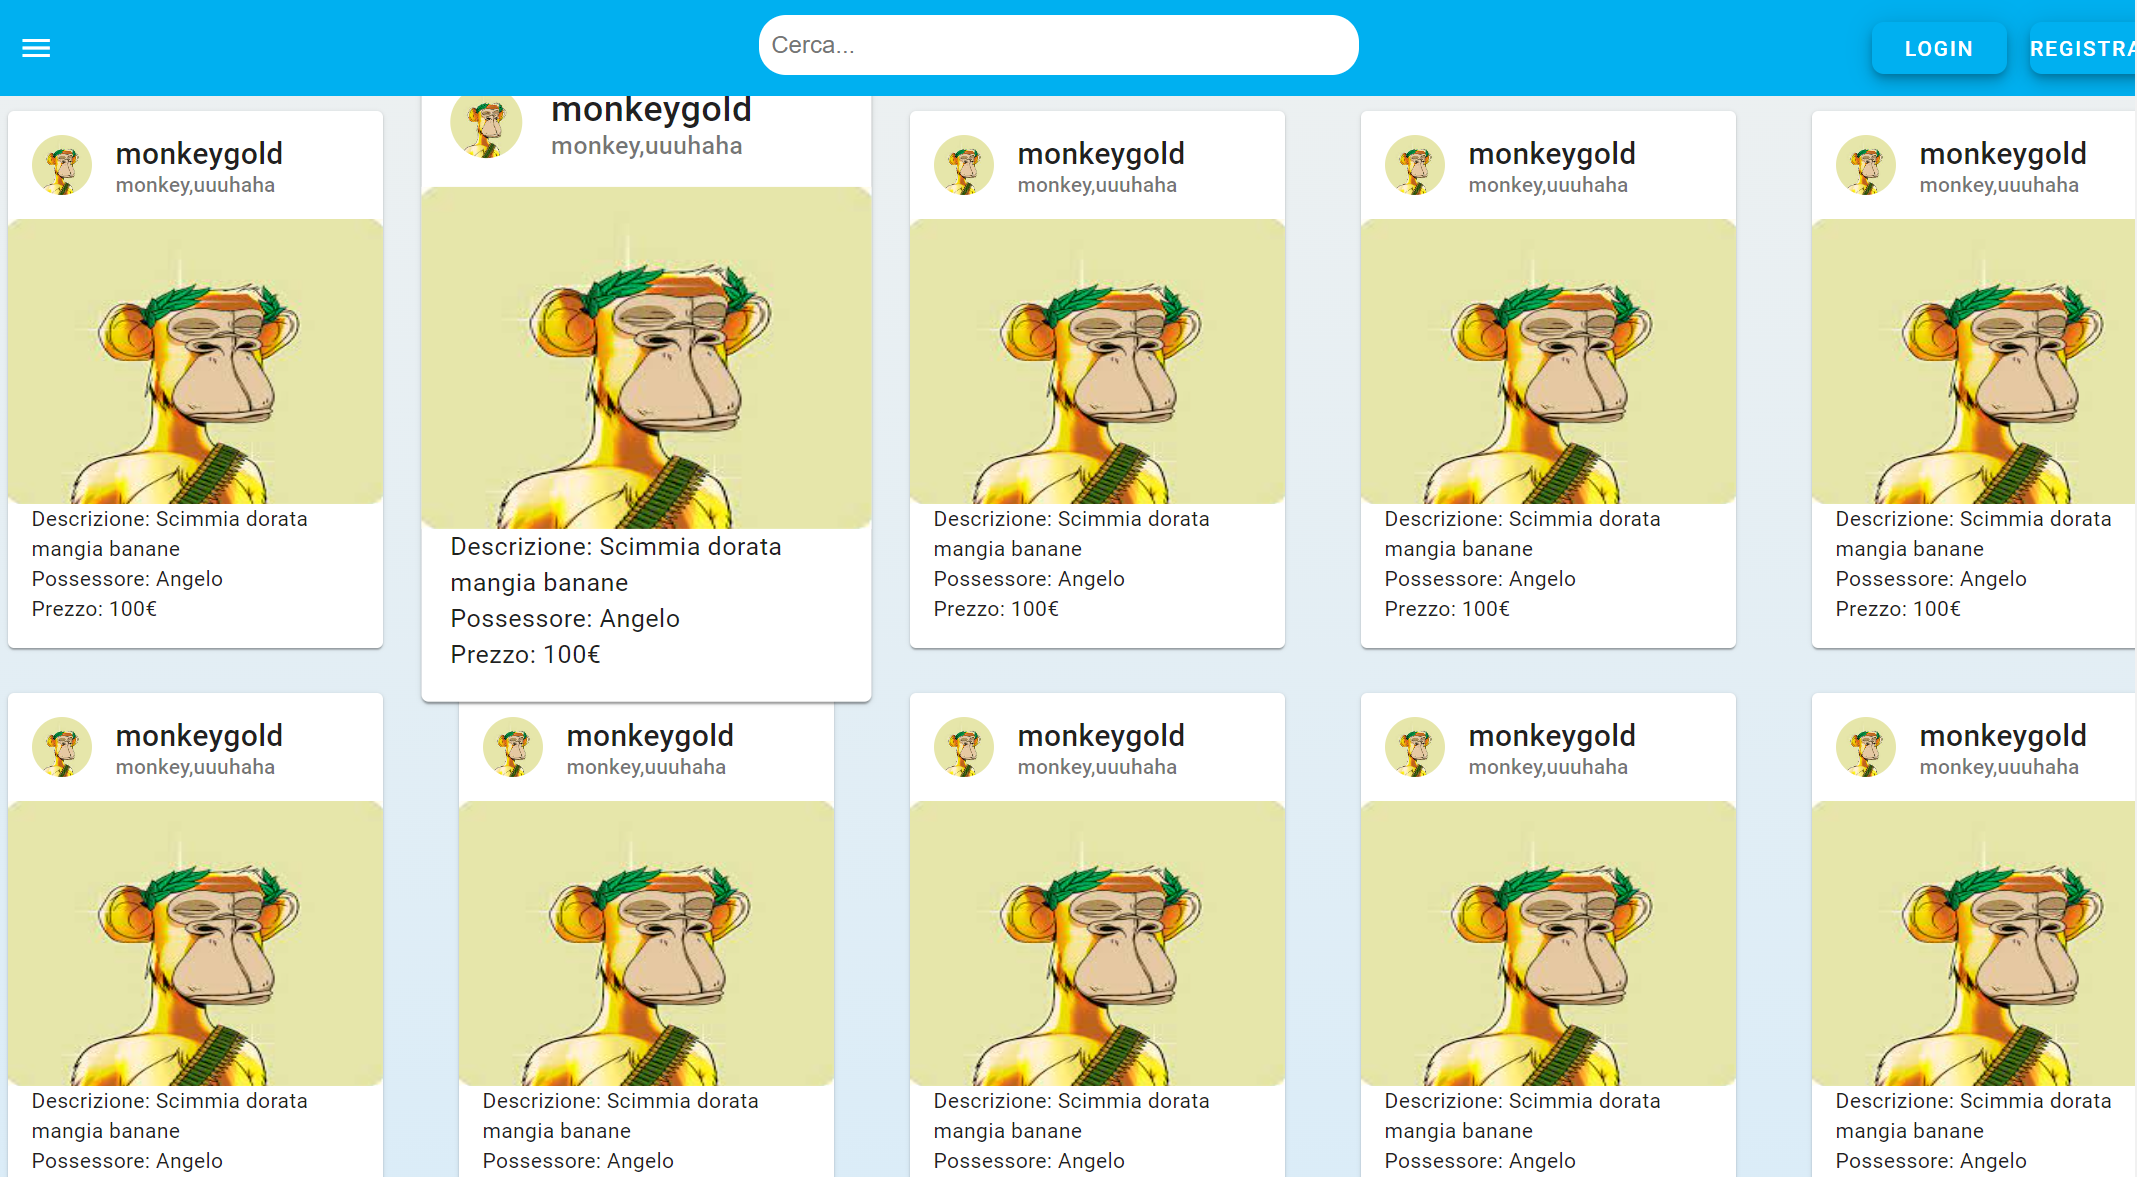 Cerca...
LOGIN
REGISTRA
monkeygold
monkey,uuuhaha
Descrizione: Scimmia dorata
mangia banane
Possessore: Angelo
Prezzo: 100€
monkeygold
monkey,uuuhaha
Descrizione: Scimmia dorata
mangia banane
Possessore: Angelo
Prezzo: 100€
monkeygold
monkey,uuuhaha
Descrizione: Scimmia dorata
mangia banane
Possessore: Angelo
Prezzo: 100€
monkeygold
monkey,uuuhaha
Descrizione: Scimmia dorata
mangia banane
Possessore: Angelo
Prezzo: 100€
monkeygold
monkey,uuuhaha
Descrizione: Scimmia dorata
mangia banane
Possessore: Angelo
Prezzo: 100€
monkeygold
monkey,uuuhaha
Descrizione: Scimmia dorata
mangia banane
Possessore: Angelo
monkeygold
monkey,uuuhaha
Descrizione: Scimmia dorata
mangia banane
Possessore: Angelo
monkeygold
monkey,uuuhaha
Descrizione: Scimmia dorata
mangia banane
Possessore: Angelo
monkeygold
monkey,uuuhaha
Descrizione: Scimmia dorata
mangia banane
Possessore: Angelo
monkeygold
monkey,uuuhaha
Descrizione: Scimmia dorata
mangia banane
Possessore: Angelo